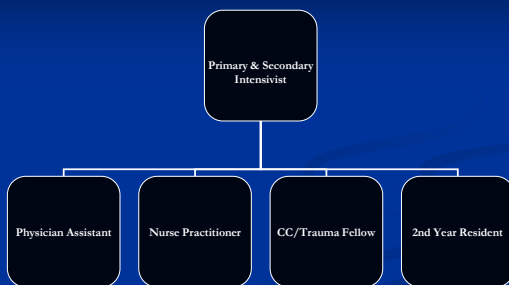 Primary & Secondary
Intensivist
Physician Assistant
Nurse Practitioner
CC/Trauma Fellow
2nd Year Resident